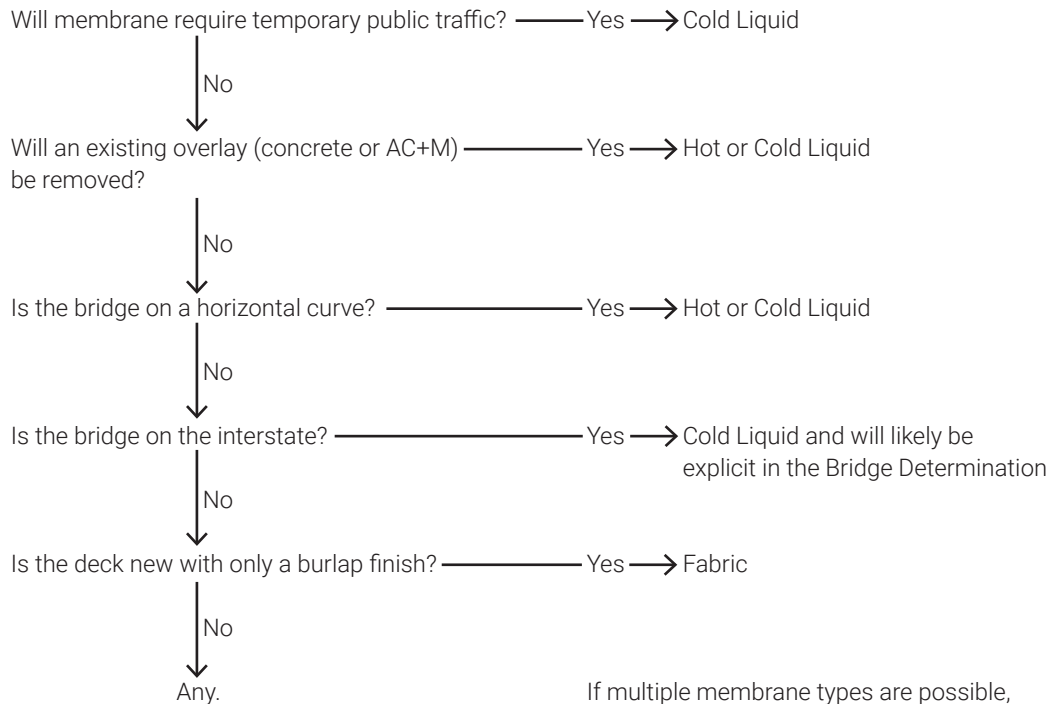 Will membrane require temporary public traffic? Yes Cold Liquid
No
Will an existing overlay (concrete or AC+M) Yes Hot or Cold Liquid
be removed?
No
Is the bridge on a horizontal curve? Yes Hot or Cold Liquid
No
Is the bridge on the interstate? Yes Cold Liquid and will likely be
explicit in the Bridge Determination
No
Is the deck new with only a burlap finish? Yes Fabric
No
Any. If multiple membrane types are possible,